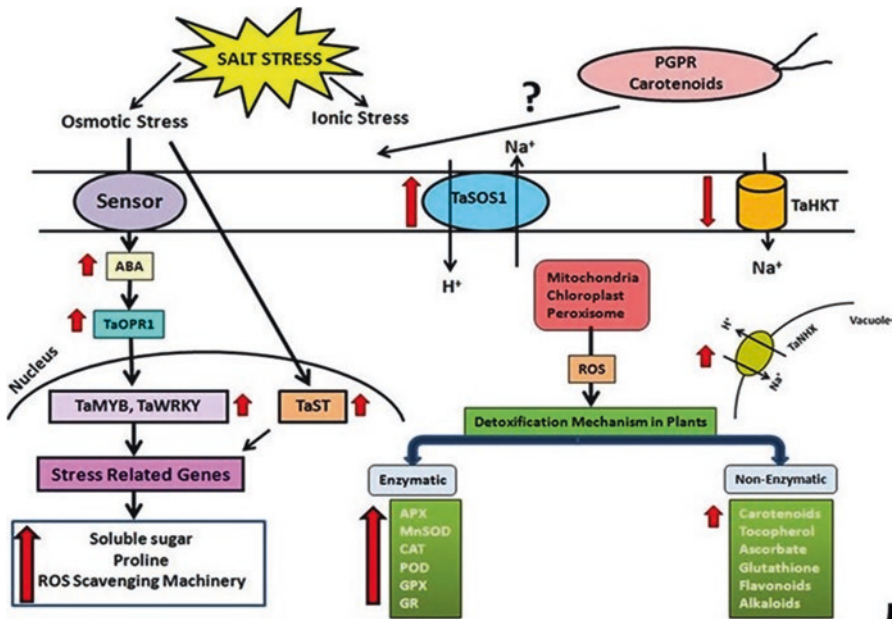 SALT STRESS
PGPR
Carotenoids
?
Osmotic Stress
Ionic Stress
Na⁺
Sensor
TaSOS1
TaHKT
ABA
H⁺
Na⁺
Mitochondria
Chloroplast
Peroxisome
TaOPR1
Vacuole
H⁺
TaNHX
Na⁺
Nucleus
ROS
TaMYB, TaWRKY
TaST
Detoxification Mechanism in Plants
Stress Related Genes
Enzymatic
Non-Enzymatic
Soluble sugar
Proline
ROS Scavenging Machinery
APX
MnSOD
CAT
POD
GPX
GR
Carotenoids
Tocopherol
Ascorbate
Glutathione
Flavonoids
Alkaloids